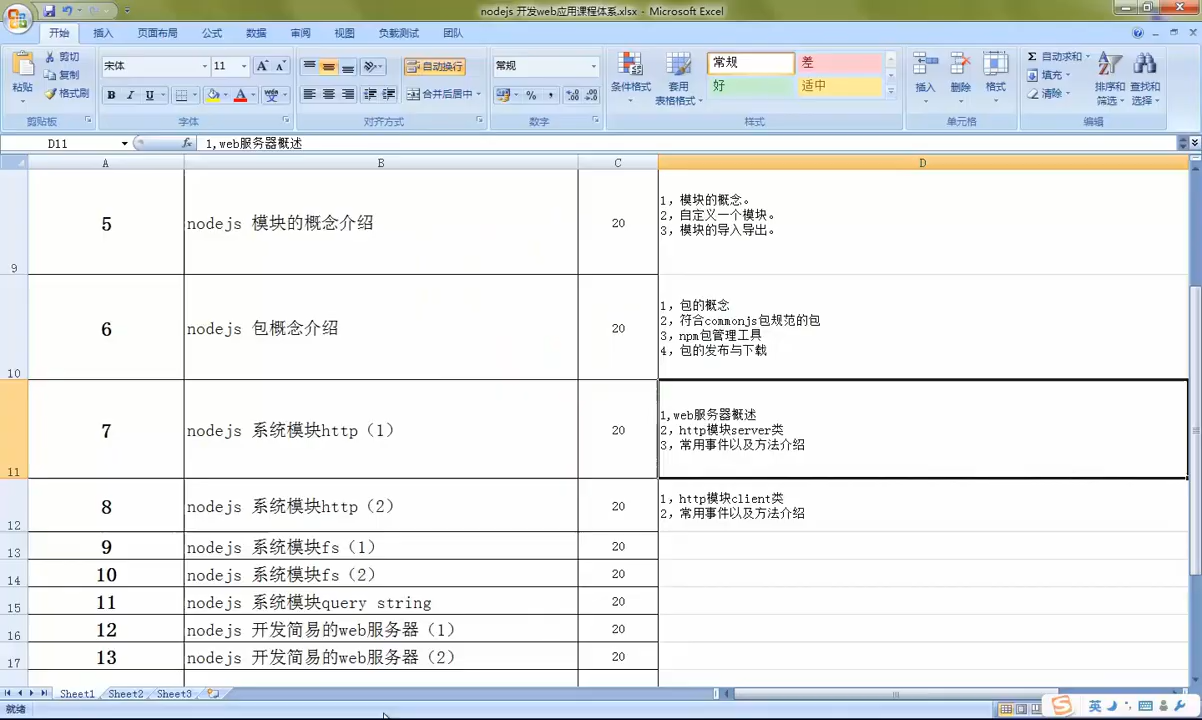 nodejs 开发web应用课程体系.xlsx - Microsoft Excel
开始 插入 页面布局 公式 数据 审阅 视图 负载测试 团队
粘贴 剪切 复制 格式刷 剪贴板
宋体 11 字体
自动换行 合并后居中 对齐方式
常规 数字
条件格式 套用表格格式 常规 差 好 适中 样式
插入 删除 格式 单元格
Σ 自动求和 填充 清除 排序和筛选 查找和选择 编辑
D11 fx 1,web服务器概述
A B C D
9 5 nodejs 模块的概念介绍 20
1, 模块的概念。
2, 自定义一个模块。
3, 模块的导入导出。
10 6 nodejs 包概念介绍 20
1, 包的概念
2, 符合commonjs包规范的包
3, npm包管理工具
4, 包的发布与下载
11 7 nodejs 系统模块http（1） 20
1,web服务器概述
2, http模块server类
3, 常用事件以及方法介绍
12 8 nodejs 系统模块http（2） 20
1, http模块client类
2, 常用事件以及方法介绍
13 9 nodejs 系统模块fs（1） 20
14 10 nodejs 系统模块fs（2） 20
15 11 nodejs 系统模块query string 20
16 12 nodejs 开发简易的web服务器（1） 20
17 13 nodejs 开发简易的web服务器（2） 20
Sheet1 Sheet2 Sheet3
就绪 英